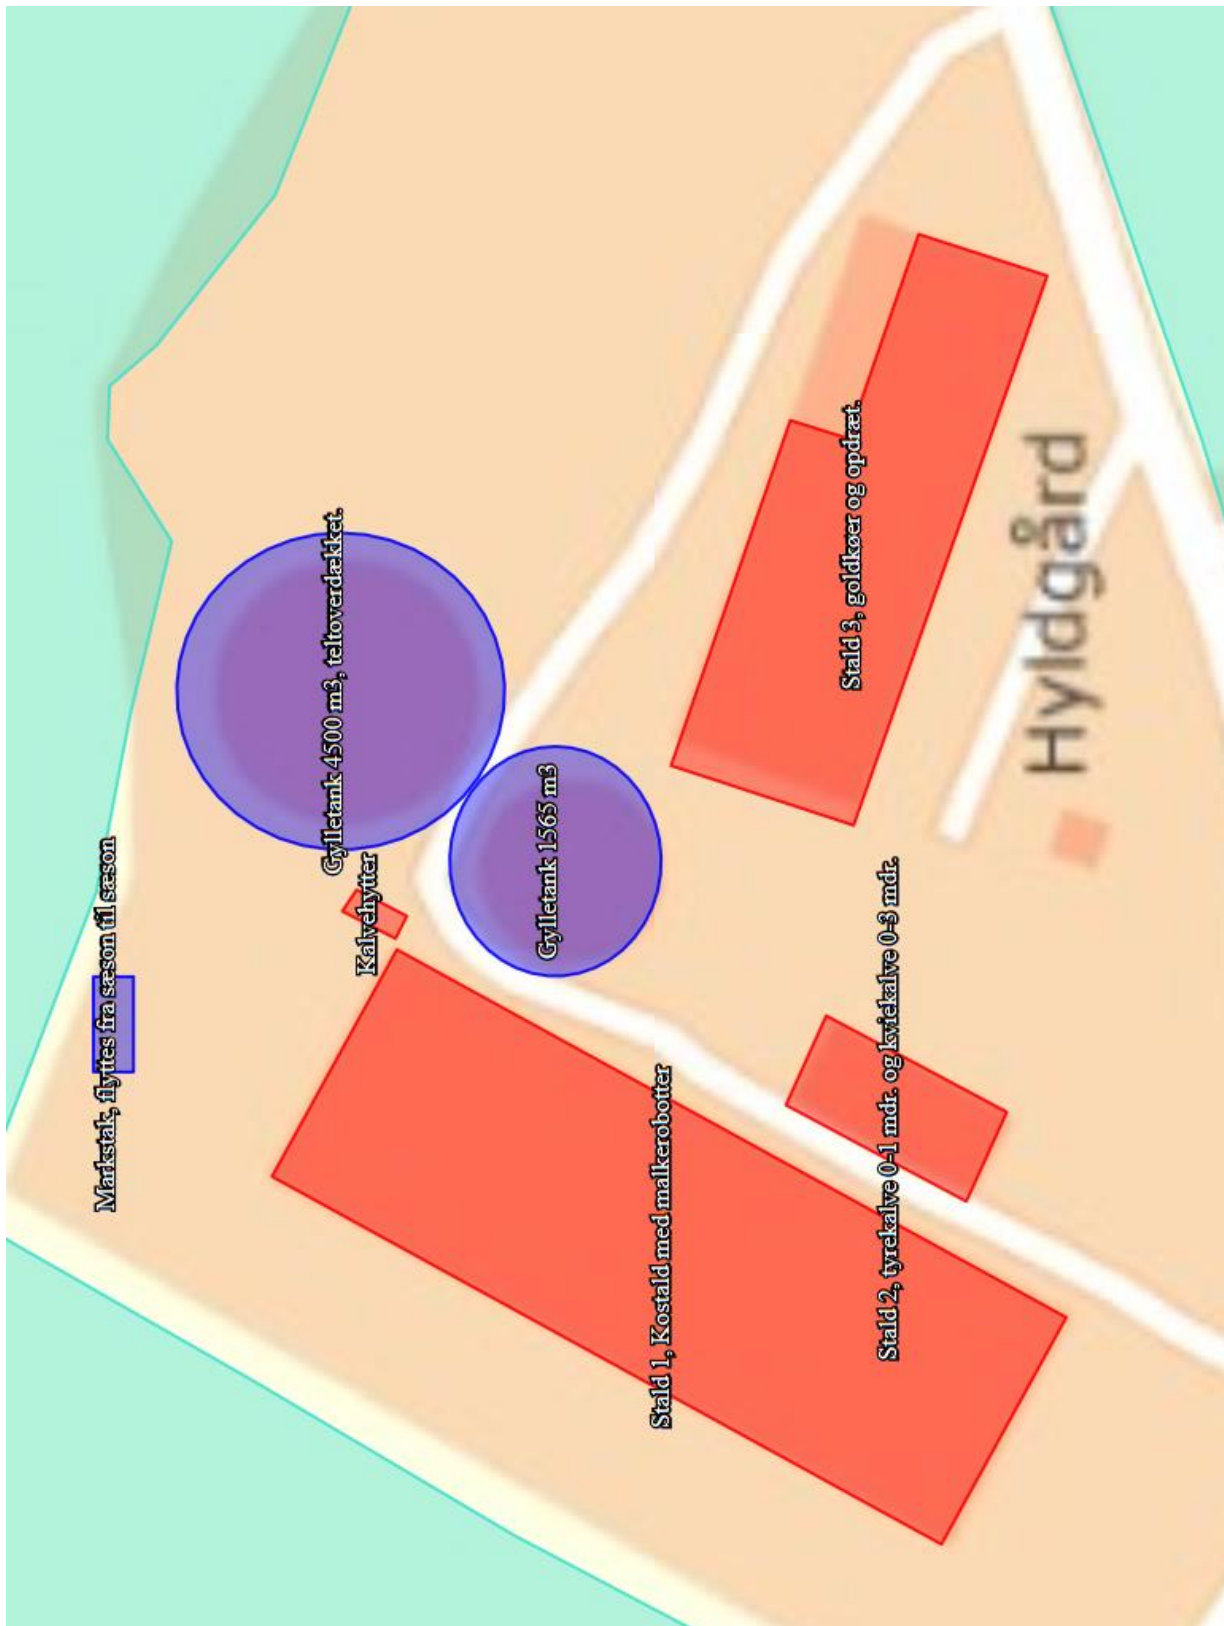 Markstak, flyttes fra sæson til sæson
Gylletank 4500 m3, teltoverdækket.
Kalvehytter
Gylletank 1565 m3
Stald 1, Kostald med malkerobotter
Stald 3, goldkøer og opdræt.
Stald 2, tyrekalve 0-1 mdr. og kviekalve 0-3 mdr.
Hyldgård